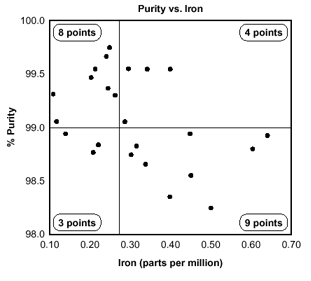 Purity vs. Iron
8 points
4 points
3 points
9 points
% Purity
100.0
99.5
99.0
98.5
98.0
0.10 0.20 0.30 0.40 0.50 0.60 0.70
Iron (parts per million)